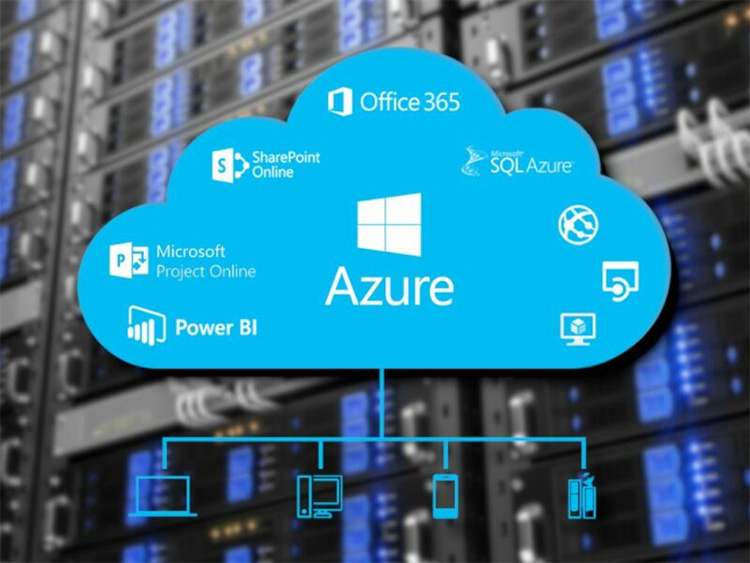 Office 365
SharePoint
Online
Microsoft
SQL Azure
Microsoft
Project Online
Azure
Power BI